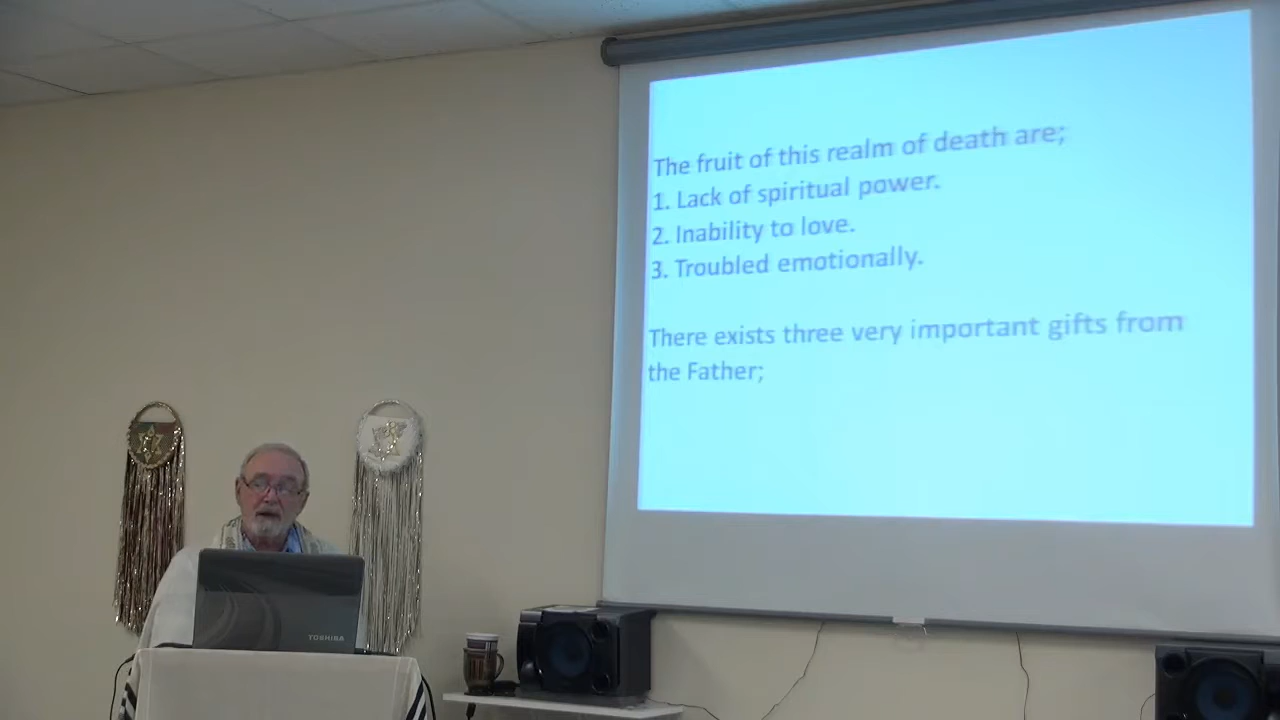 The fruit of this realm of death are;
1. Lack of spiritual power.
2. Inability to love.
3. Troubled emotionally.
There exists three very important gifts from
the Father;
TOSHIBA